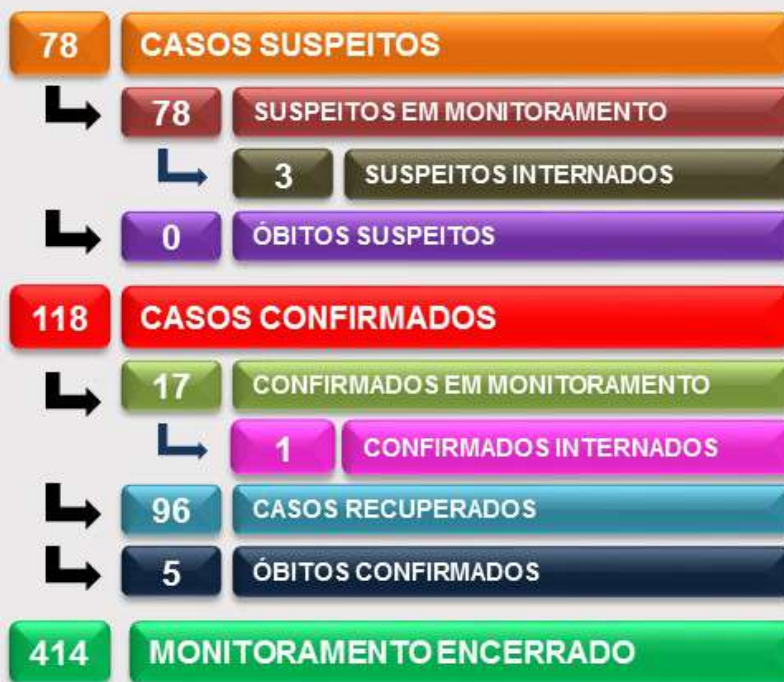 78 CASOS SUSPEITOS
78 SUSPEITOS EM MONITORAMENTO
3 SUSPEITOS INTERNADOS
0 ÓBITOS SUSPEITOS
118 CASOS CONFIRMADOS
17 CONFIRMADOS EM MONITORAMENTO
1 CONFIRMADOS INTERNADOS
96 CASOS RECUPERADOS
5 ÓBITOS CONFIRMADOS
414 MONITORAMENTO ENCERRADO